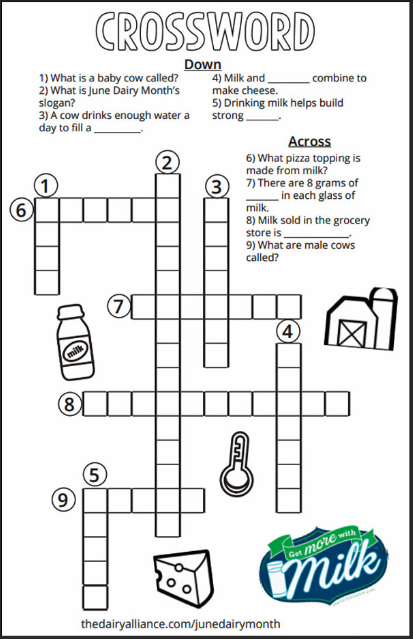 CROSSWORD
Down
1) What is a baby cow called?
2) What is June Dairy Month's
slogan?
3) A cow drinks enough water a
day to fill a __________.
4) Milk and ________ combine to
make cheese.
5) Drinking milk helps build
strong ______.
Across
6) What pizza topping is
made from milk?
7) There are 8 grams of
______ in each glass of
milk.
8) Milk sold in the grocery
store is ____________.
9) What are male cows
called?
2
1
3
6
7
milk
4
8
5
9
Get more with
Milk
thedairyalliance.com/junedairymonth